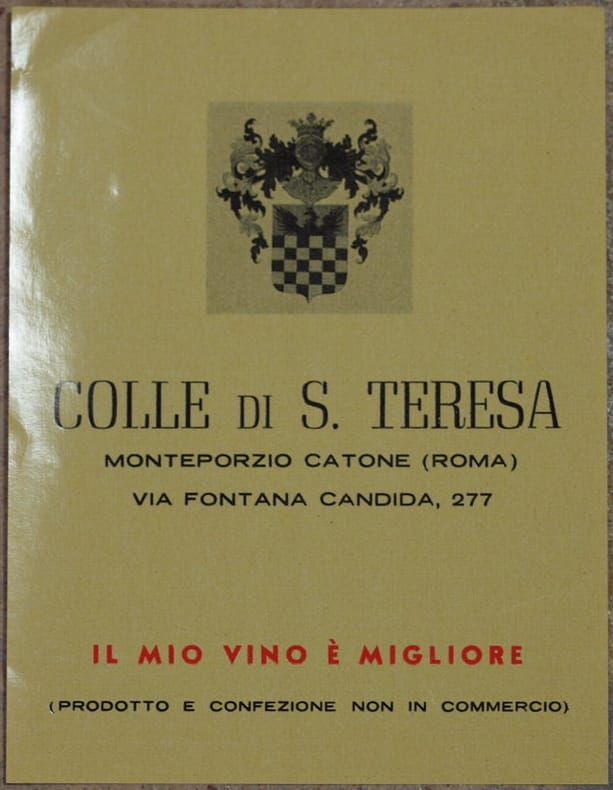 COLLE DI S. TERESA
MONTEPORZIO CATONE (ROMA)
VIA FONTANA CANDIDA, 277
IL MIO VINO È MIGLIORE
(PRODOTTO E CONFEZIONE NON IN COMMERCIO)